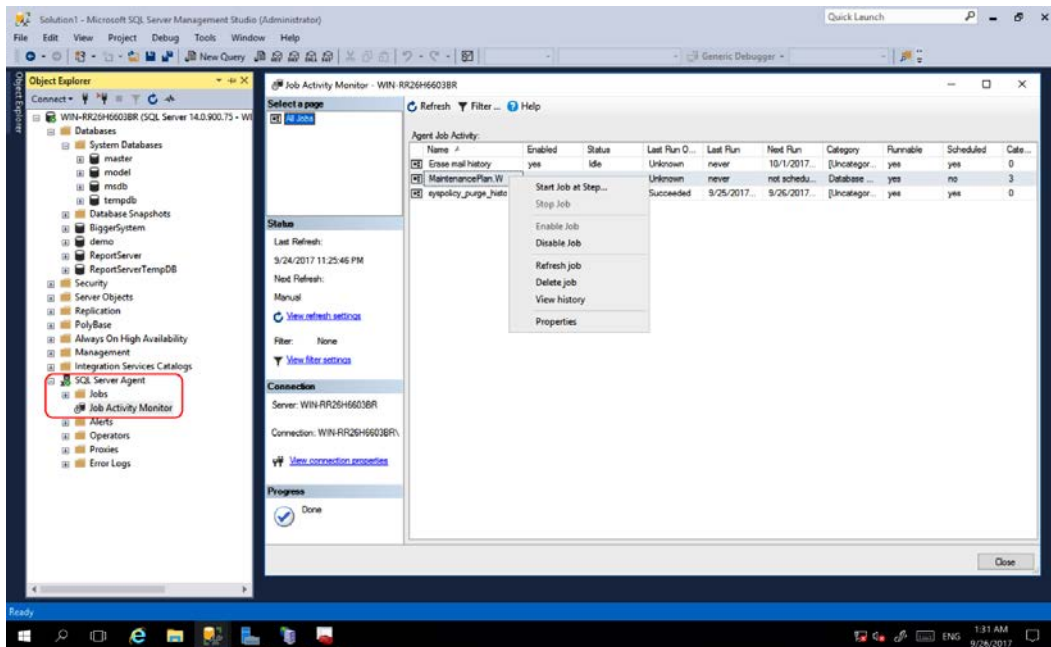 Solution1 - Microsoft SQL Server Management Studio (Administrator)
Quick Launch
File Edit View Project Debug Tools Window Help
New Query
Generic Debugger
Object Explorer
Object Explorer
Connect
WIN-RR26H6603BR (SQL Server 14.0.900.75 - WI
Databases
System Databases
master
model
msdb
tempdb
Database Snapshots
BiggerSystem
demo
ReportServer
ReportServerTempDB
Security
Server Objects
Replication
PolyBase
Always On High Availability
Management
Integration Services Catalogs
SQL Server Agent
Jobs
Job Activity Monitor
Alerts
Operators
Proxies
Error Logs
Job Activity Monitor - WIN-RR26H6603BR
Select a page
All Jobs
Status
Last Refresh:
9/24/2017 11:25:46 PM
Next Refresh:
Manual
View refresh settings
Filter: None
View filter settings
Connection
Server: WIN-RR26H6603BR
Connection: WIN-RR26H6603BR\
View connection properties
Progress
Done
Refresh Filter ... Help
Agent Job Activity:
Name Enabled Status Last Run O... Last Run Next Run Category Runnable Scheduled Cate...
Erase mail history yes Idle Unknown never 10/1/2017... [Uncategor... yes yes 0
MaintenancePlan.W Unknown never not schedu... Database ... yes no 3
syspolicy_purge_histo Succeeded 9/25/2017... 9/26/2017... [Uncategor... yes yes 0
Start Job at Step...
Stop Job
Enable Job
Disable Job
Refresh job
Delete job
View history
Properties
Close
Ready
ENG
1:31 AM
9/26/2017